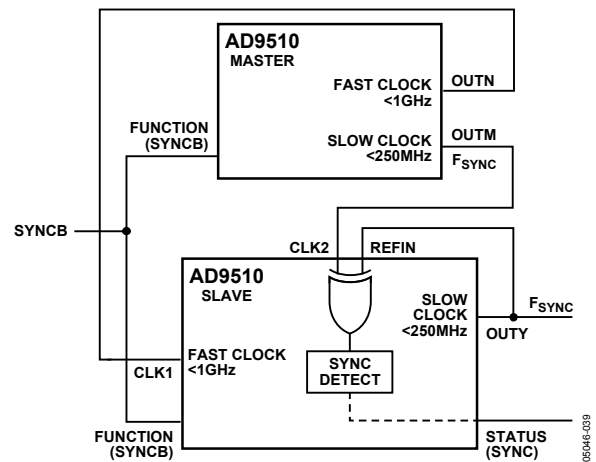 AD9510
MASTER
FAST CLOCK
<1GHz
OUTN
FUNCTION
(SYNCB)
SLOW CLOCK
<250MHz
OUTM
FSYNC
SYNCB
CLK2
REFIN
AD9510
SLAVE
SLOW
CLOCK
<250MHz
FSYNC
OUTY
FAST CLOCK
<1GHz
CLK1
SYNC
DETECT
FUNCTION
(SYNCB)
STATUS
(SYNC)
05046-039